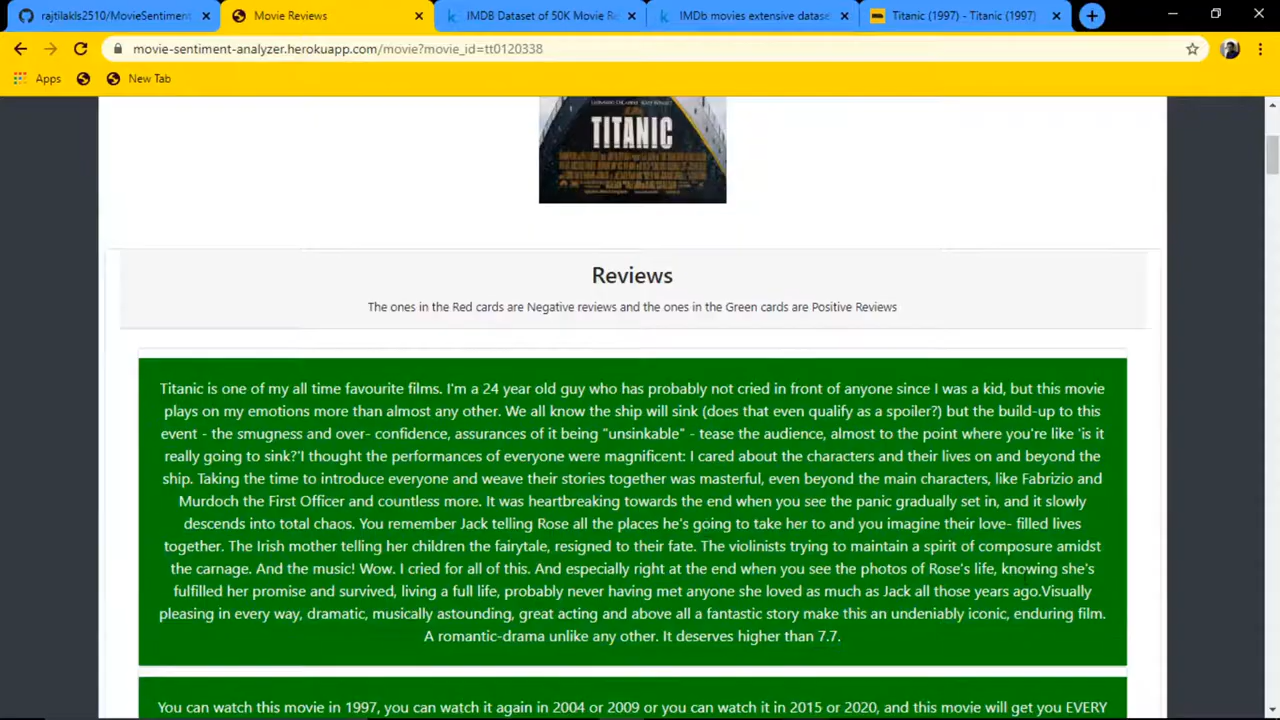 rajtilakls2510/MovieSentiment
Movie Reviews
IMDB Dataset of 50K Movie Re
IMDb movies extensive datase
Titanic (1997) - Titanic (1997)
movie-sentiment-analyzer.herokuapp.com/movie?movie_id=tt0120338
Apps
New Tab
TITANIC
Reviews
The ones in the Red cards are Negative reviews and the ones in the Green cards are Positive Reviews
Titanic is one of my all time favourite films. I'm a 24 year old guy who has probably not cried in front of anyone since I was a kid, but this movie
plays on my emotions more than almost any other. We all know the ship will sink (does that even qualify as a spoiler?) but the build-up to this
event - the smugness and over- confidence, assurances of it being "unsinkable" - tease the audience, almost to the point where you're like 'is it
really going to sink?'I thought the performances of everyone were magnificent: I cared about the characters and their lives on and beyond the
ship. Taking the time to introduce everyone and weave their stories together was masterful, even beyond the main characters, like Fabrizio and
Murdoch the First Officer and countless more. It was heartbreaking towards the end when you see the panic gradually set in, and it slowly
descends into total chaos. You remember Jack telling Rose all the places he's going to take her to and you imagine their love- filled lives
together. The Irish mother telling her children the fairytale, resigned to their fate. The violinists trying to maintain a spirit of composure amidst
the carnage. And the music! Wow. I cried for all of this. And especially right at the end when you see the photos of Rose's life, knowing she's
fulfilled her promise and survived, living a full life, probably never having met anyone she loved as much as Jack all those years ago.Visually
pleasing in every way, dramatic, musically astounding, great acting and above all a fantastic story make this an undeniably iconic, enduring film.
A romantic-drama unlike any other. It deserves higher than 7.7.
You can watch this movie in 1997, you can watch it again in 2004 or 2009 or you can watch it in 2015 or 2020, and this movie will get you EVERY